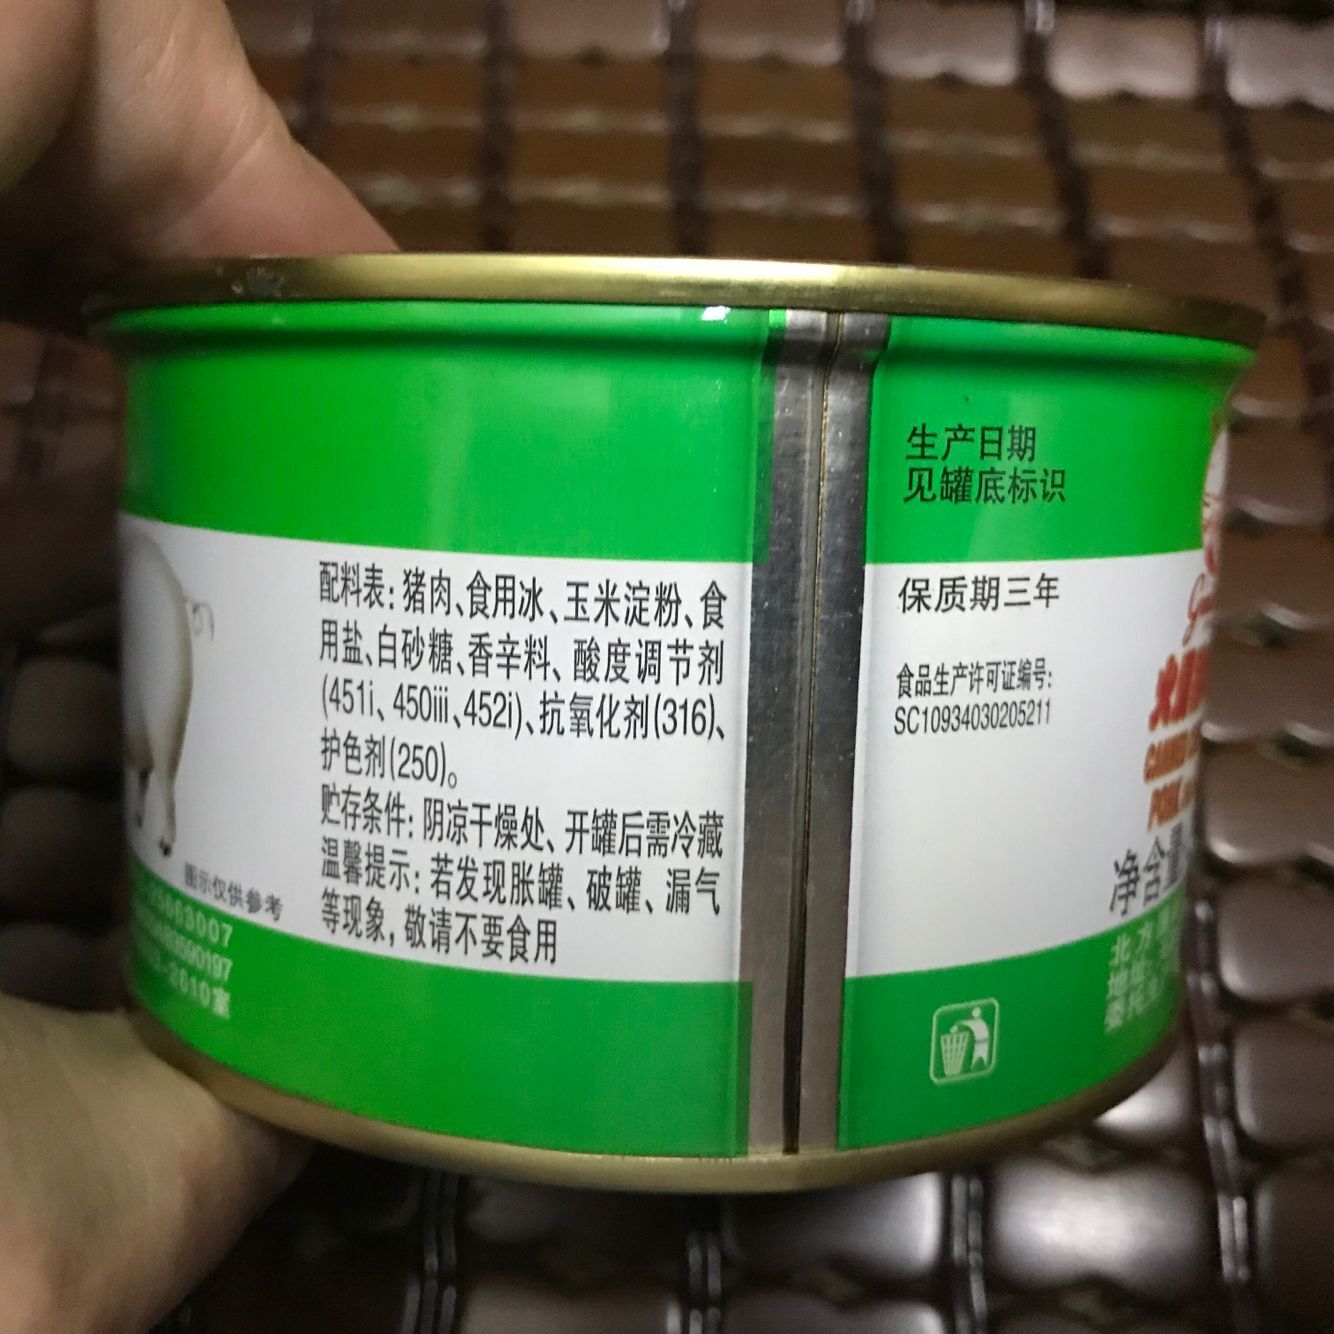 配料表：猪肉、食用冰、玉米淀粉、食
用盐、白砂糖、香辛料、酸度调节剂
(451i、450iii、452i)、抗氧化剂(316)、
护色剂(250)。
贮存条件：阴凉干燥处、开罐后需冷藏
温馨提示：若发现胀罐、破罐、漏气
等现象，敬请不要食用
图示仅供参考
生产日期
见罐底标识
保质期三年
食品生产许可证编号：
SC10934030205211
净含量
北方